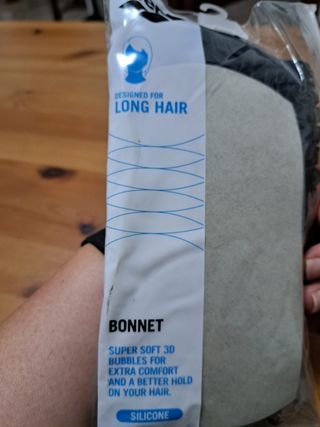 DESIGNED FOR
LONG HAIR
BONNET
SUPER SOFT 3D
BUBBLES FOR
EXTRA COMFORT
AND A BETTER HOLD
ON YOUR HAIR.
SILICONE